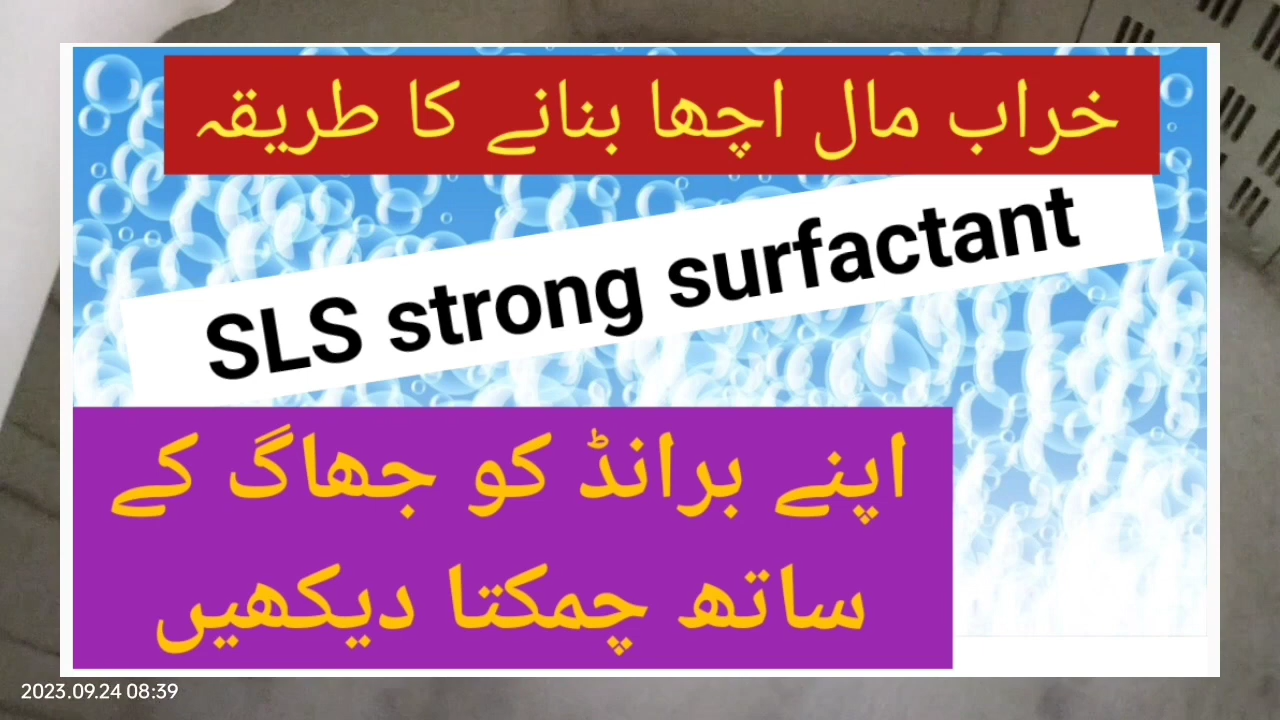 خراب مال اچھا بنانے کا طریقہ
SLS strong surfactant
اپنے برانڈ کو جھاگ کے
ساتھ چمکتا دیکھیں
2023.09.24 08:39